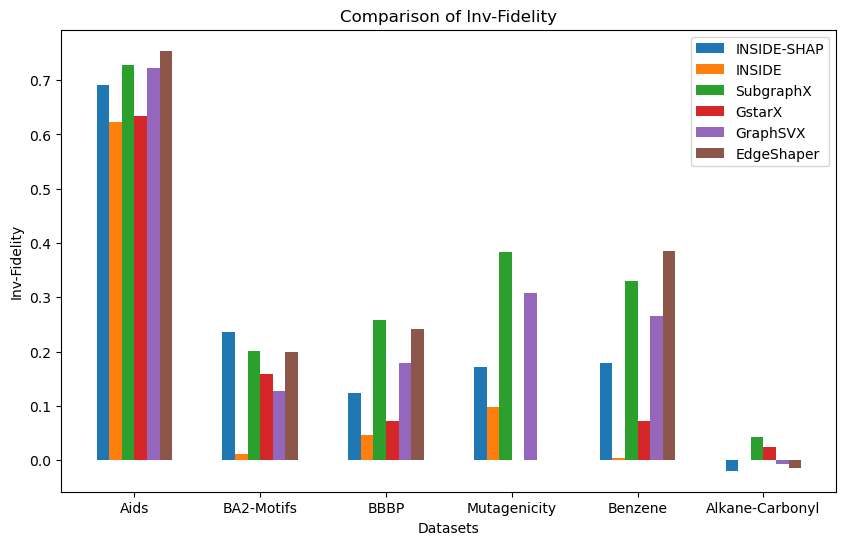 Comparison of Inv-Fidelity
INSIDE-SHAP
INSIDE
SubgraphX
GstarX
GraphSVX
EdgeShaper
Inv-Fidelity
0.7
0.6
0.5
0.4
0.3
0.2
0.1
0.0
Aids
BA2-Motifs
BBBP
Mutagenicity
Benzene
Alkane-Carbonyl
Datasets